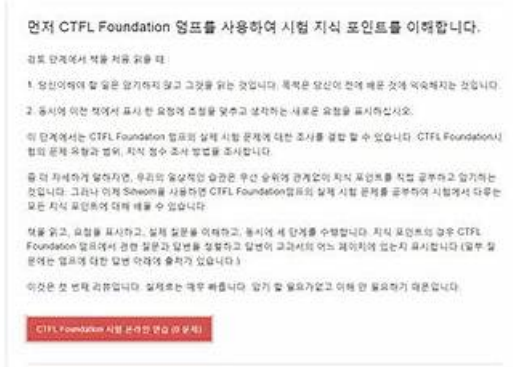 먼저 CTFL Foundation 덤프를 사용하여 시험 지식 포인트를 이해합니다.
검토 단계에서 책을 처음 읽을 때
1. 당신이해야 할 일은 암기하지 않고 그것을 읽는 것입니다. 목적은 당신이 전에 배운 것에 익숙해지는 것입니다.
2. 동시에 이전 책에서 표시 한 요점에 초점을 맞추고 생각하는 새로운 요점을 표시하십시오.
이 단계에서는 CTFL Foundation 덤프의 실제 시험 문제에 대한 조사를 결합 할 수 있습니다. CTFL Foundation시
험의 문제 유형과 범위, 지식 점수 조사 방법을 조사합니다.
좀 더 자세하게 말하자면, 우리의 일상적인 습관은 우선 순위에 관계없이 지식 포인트를 직접 공부하고 암기하는
것입니다. 그러나 이제 Silheom을 사용하면 CTFL Foundation덤프의 실제 시험 문제를 공부하여 시험에서 다루는
모든 지식 포인트에 대해 배울 수 있습니다.
책을 읽고, 요점을 표시하고, 실제 질문을 이해하고, 동시에 세 단계를 수행합니다. 지식 포인트의 경우 CTFL
Foundation 덤프에서 관련 질문과 답변을 정렬하고 답변이 교과서의 어느 페이지에 있는지 표시합니다 (일부 질
문에는 덤프에 대한 답변 아래에 출처가 있습니다.)
이것은 첫 번째 리뷰입니다. 실제로는 매우 빠릅니다. 암기 할 필요가없고 이해 만 필요하기 때문입니다.
CTFL Foundation 시험 온라인 연습 (0 문제)